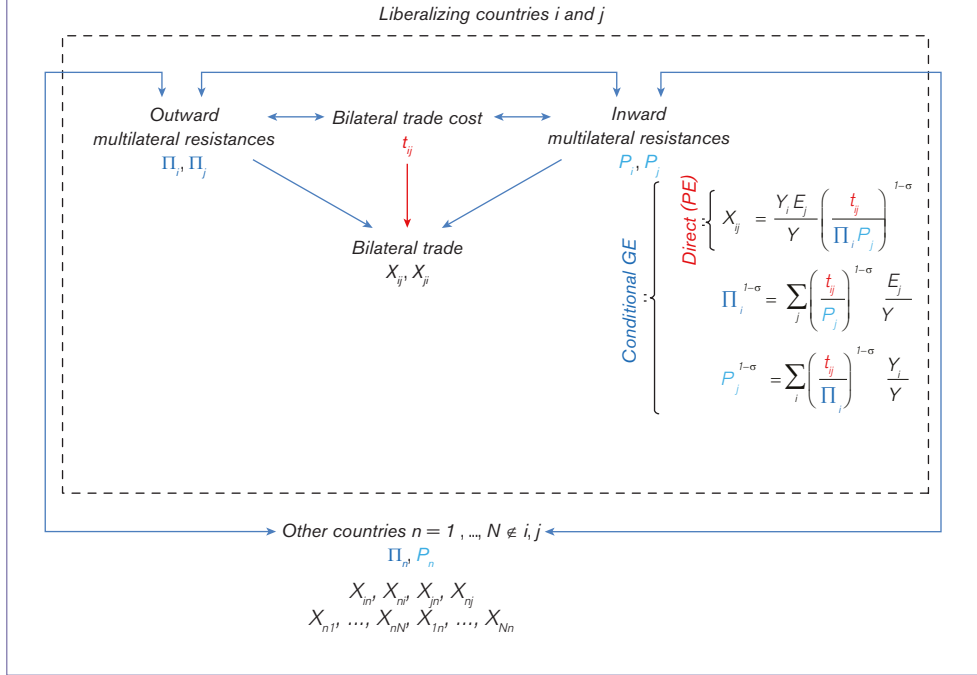 Liberalizing countries i and j
Outward
multilateral resistances
Π_i, Π_j
Bilateral trade cost
t_ij
Inward
multilateral resistances
P_i, P_j
Bilateral trade
X_ij, X_ji
Conditional GE
Direct (PE)
X_ij = Y_i E_j / Y (t_ij / Π_i P_j)^1−σ
Π_i^1−σ = ∑_j (t_ij / P_j)^1−σ E_j / Y
P_j^1−σ = ∑_i (t_ij / Π_i)^1−σ Y_i / Y
Other countries n = 1 , ..., N ∉ i, j
Π_n, P_n
X_in, X_ni, X_jn, X_nj
X_n1, ..., X_nN, X_1n, ..., X_Nn